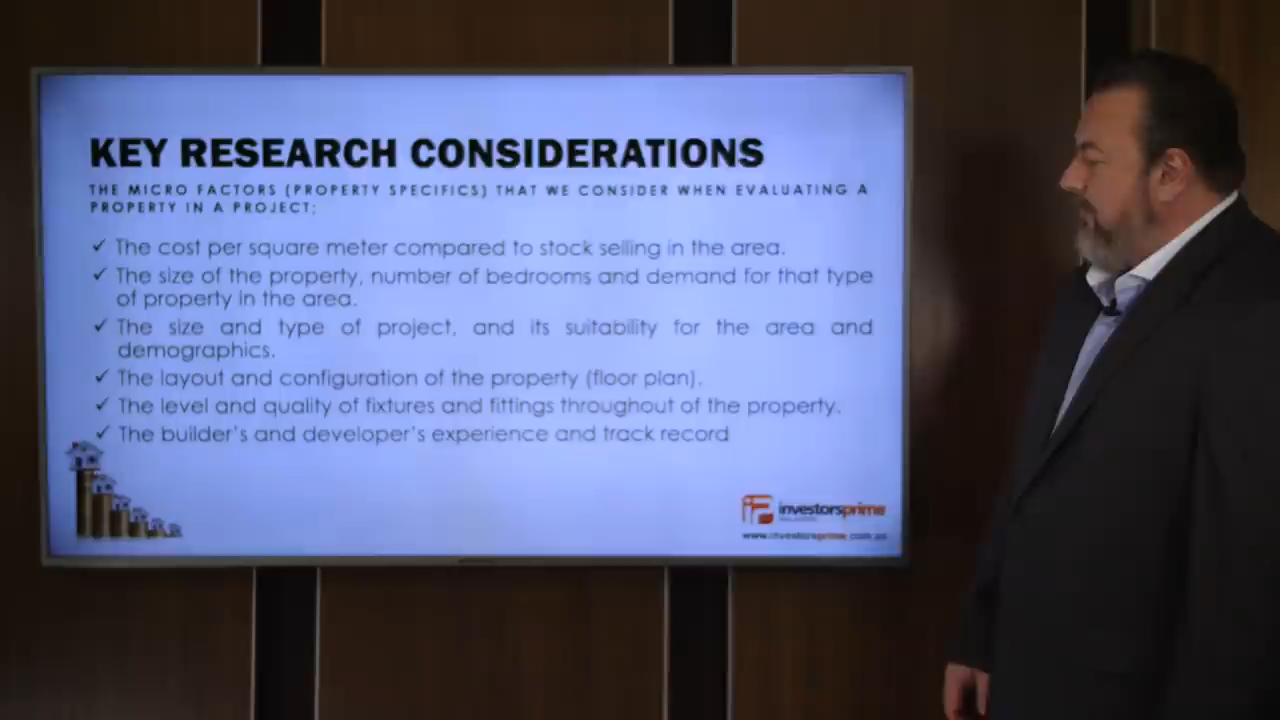 KEY RESEARCH CONSIDERATIONS
THE MICRO FACTORS (PROPERTY SPECIFICS) THAT WE CONSIDER WHEN EVALUATING A
PROPERTY IN A PROJECT;
✓ The cost per square meter compared to stock selling in the area.
✓ The size of the property, number of bedrooms and demand for that type
of property in the area.
✓ The size and type of project, and its suitability for the area and
demographics.
✓ The layout and configuration of the property (floor plan).
✓ The level and quality of fixtures and fittings throughout of the property.
✓ The builder's and developer's experience and track record
investorsprime
www.investorsprime.com.au